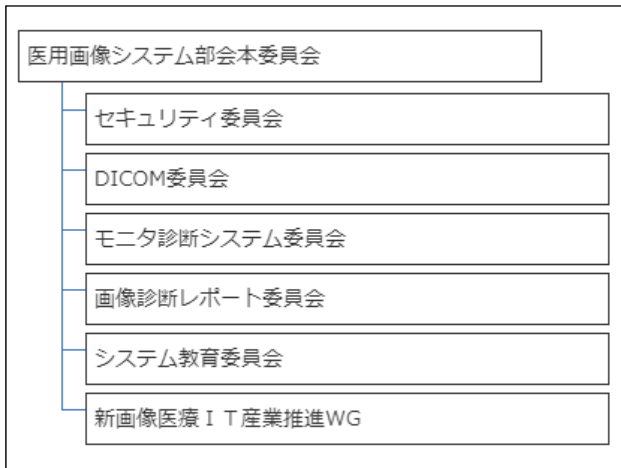 医用画像システム部会本委員会
セキュリティ委員会
DICOM委員会
モニタ診断システム委員会
画像診断レポート委員会
システム教育委員会
新画像医療ＩＴ産業推進WG